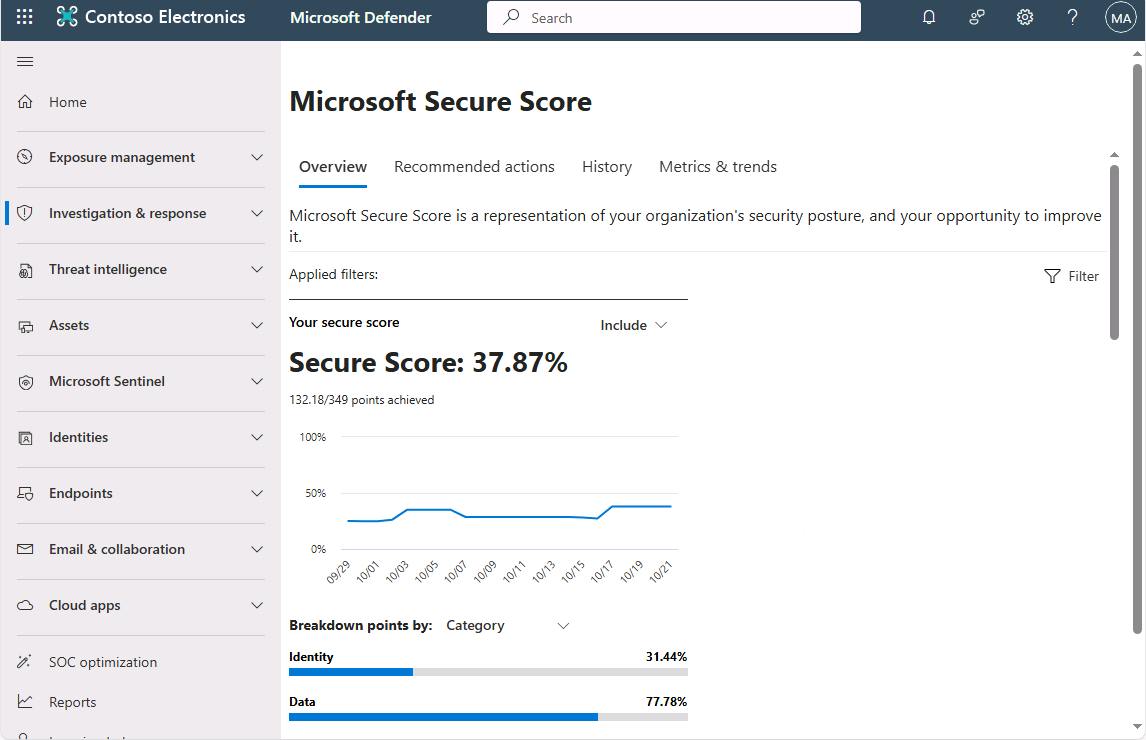 Contoso Electronics
Microsoft Defender
Search
MA
Home
Exposure management
Investigation & response
Threat intelligence
Assets
Microsoft Sentinel
Identities
Endpoints
Email & collaboration
Cloud apps
SOC optimization
Reports
Microsoft Secure Score
Overview
Recommended actions
History
Metrics & trends
Microsoft Secure Score is a representation of your organization's security posture, and your opportunity to improve
it.
Applied filters:
Filter
Your secure score
Include
Secure Score: 37.87%
132.18/349 points achieved
100%
50%
0%
09/29
10/01
10/03
10/05
10/07
10/09
10/11
10/13
10/15
10/17
10/19
10/21
Breakdown points by: Category
Identity 31.44%
Data 77.78%